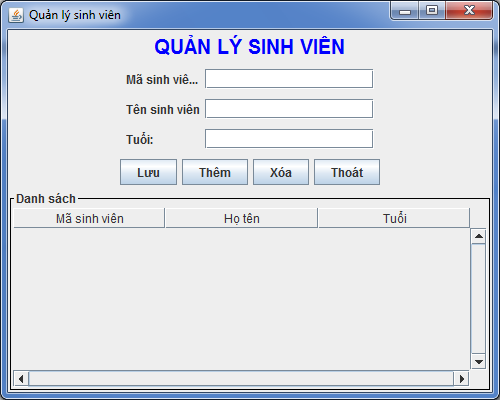 Quản lý sinh viên
QUẢN LÝ SINH VIÊN
Mã sinh viê...
Tên sinh viên
Tuổi:
Lưu Thêm Xóa Thoát
Danh sách
Mã sinh viên Họ tên Tuổi